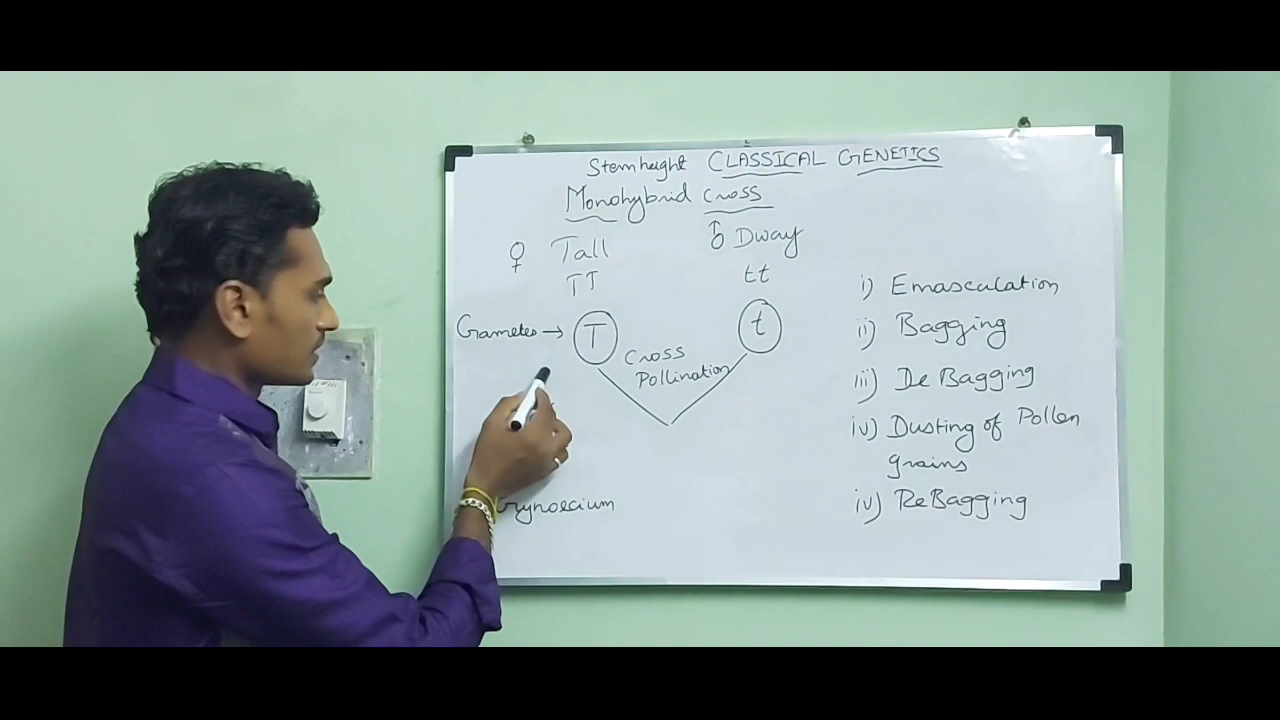 Stem height CLASSICAL GENETICS
Monohybrid Cross
♀ Tall ♂ Dwarf
TT tt
Gametes → T t
Cross
Pollination
i) Emasculation
ii) Bagging
iii) De Bagging
iv) Dusting of Pollen
grains
iv) ReBagging
Gynoecium